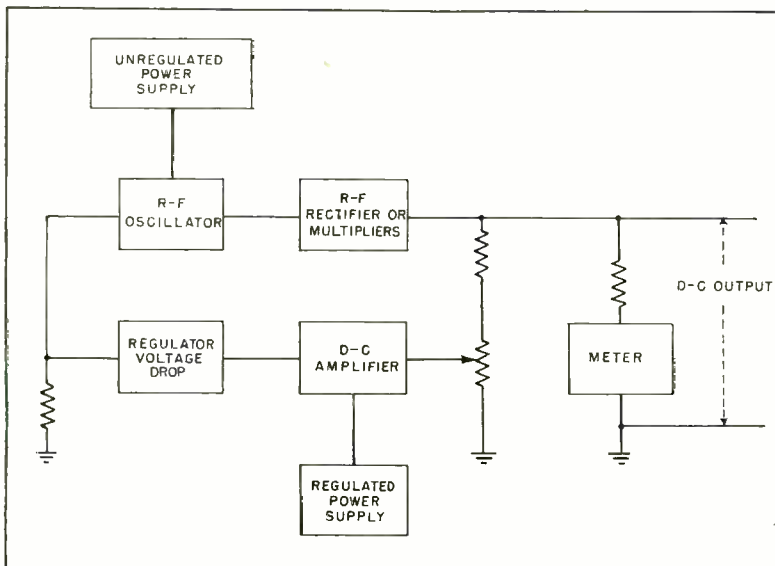 UNREGULATED
POWER
SUPPLY
R-F
OSCILLATOR
R-F
RECTIFIER OR
MULTIPLIERS
D-C OUTPUT
REGULATOR
VOLTAGE
DROP
D-C
AMPLIFIER
METER
REGULATED
POWER
SUPPLY